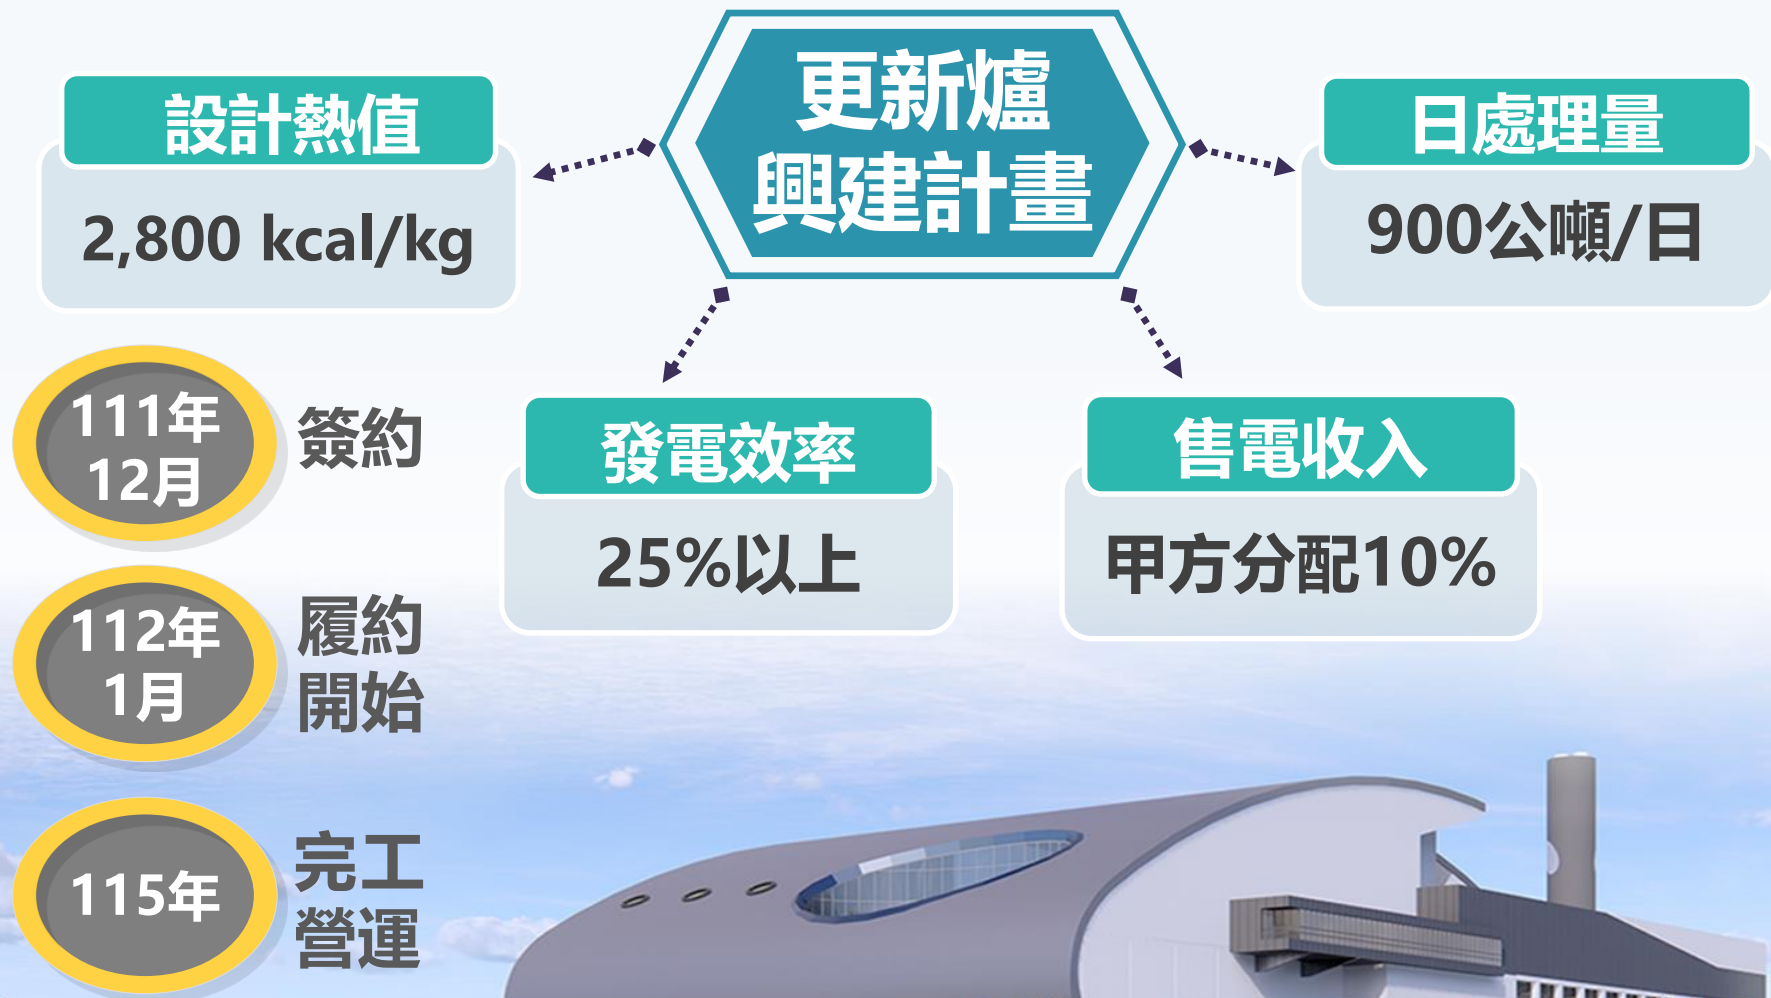 更新爐
興建計畫
設計熱值
2,800 kcal/kg
日處理量
900公噸/日
發電效率
25%以上
售電收入
甲方分配10%
111年
12月
簽約
112年
1月
履約
開始
115年
完工
營運